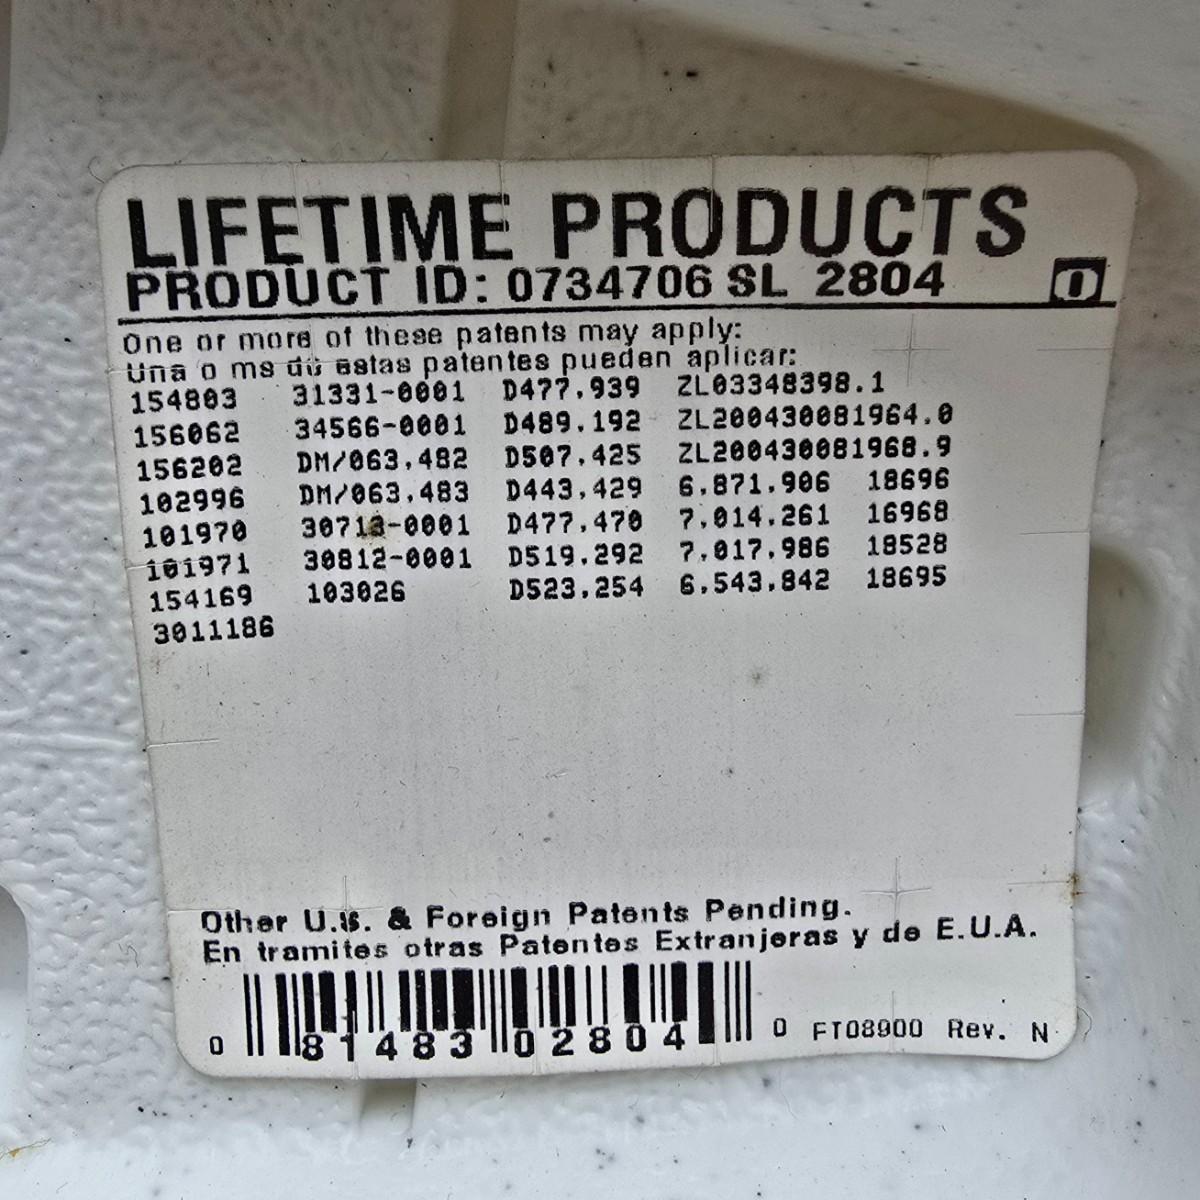 LIFETIME PRODUCTS
PRODUCT ID: 0734706 SL 2804
One or more of these patents may apply:
Una o ms de estas patentes pueden aplicar:
154803 31331-0001 D477,939 ZL03348398.1
156062 34566-0001 D489,192 ZL200430081964.0
156202 DM/063,482 D507,425 ZL200430081968.9
102996 DM/063,483 D443,429 6,871,906 18696
101970 30713-0001 D477,470 7,014,261 16968
101971 30812-0001 D519,292 7,017,986 18528
154169 103026 D523,254 6,543,842 18695
3011186
Other U.S. & Foreign Patents Pending.
En tramites otras Patentes Extranjeras y de E.U.A.
0 81483 02804 0 FT08900 Rev. N